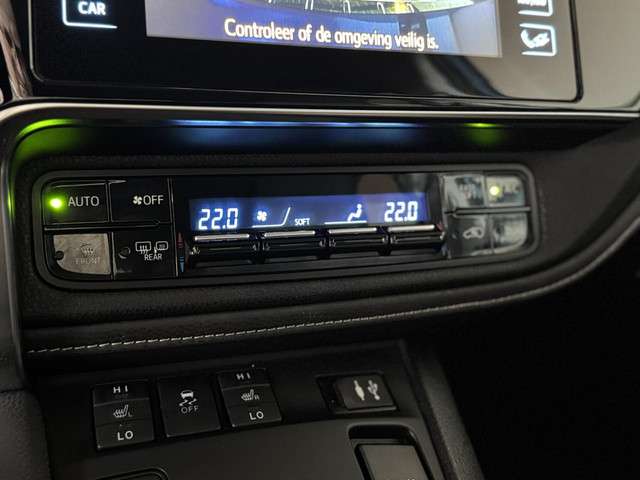 CAR
Controleer of de omgeving veilig is.
AUTO
OFF
22.0
SOFT
22.0
FRONT
REAR
HI
L
LO
OFF
HI
R
LO